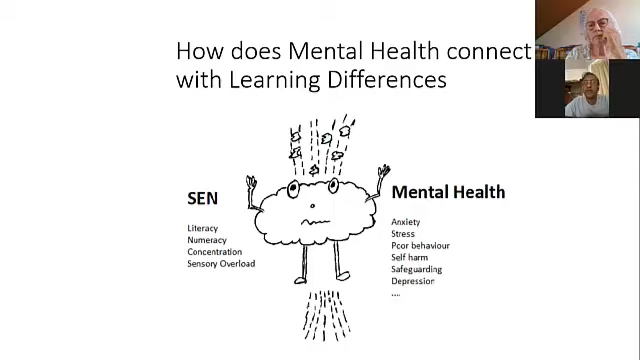 How does Mental Health connect
with Learning Differences
SEN
Literacy
Numeracy
Concentration
Sensory Overload
Mental Health
Anxiety
Stress
Poor behaviour
Self harm
Safeguarding
Depression
....